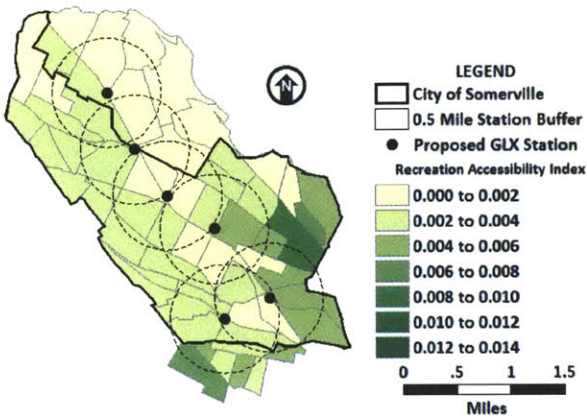 N
LEGEND
City of Somerville
0.5 Mile Station Buffer
Proposed GLX Station
Recreation Accessibility Index
0.000 to 0.002
0.002 to 0.004
0.004 to 0.006
0.006 to 0.008
0.008 to 0.010
0.010 to 0.012
0.012 to 0.014
0 .5 1 1.5
Miles